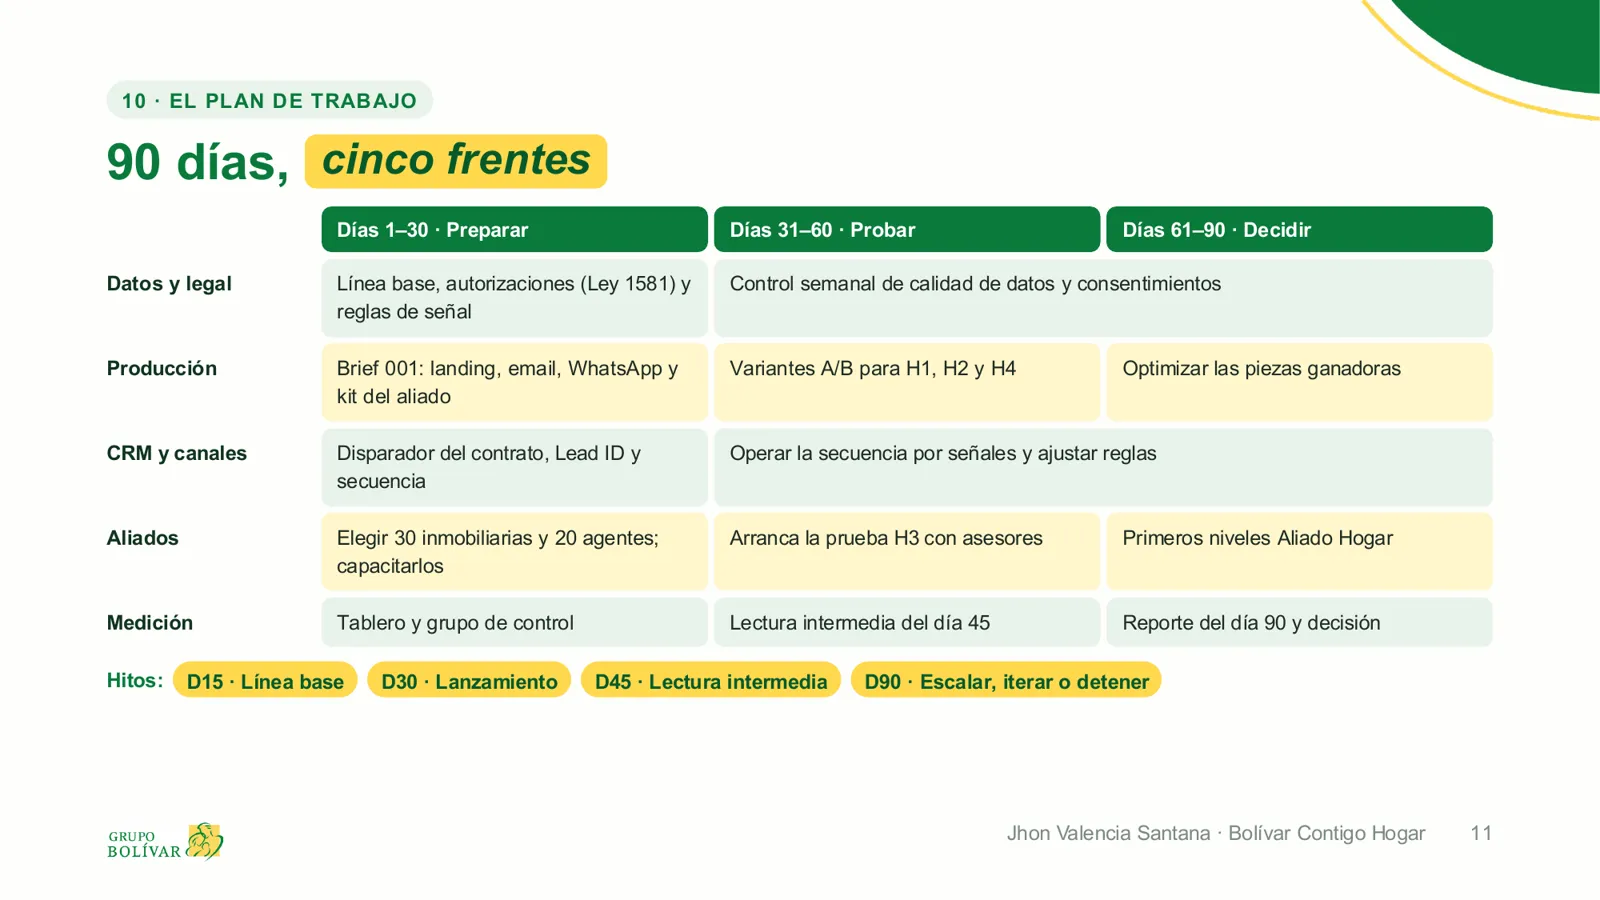 10 · EL PLAN DE TRABAJO
90 días, cinco frentes
Días 1–30 · Preparar
Días 31–60 · Probar
Días 61–90 · Decidir
Datos y legal
Línea base, autorizaciones (Ley 1581) y
reglas de señal
Control semanal de calidad de datos y consentimientos
Producción
Brief 001: landing, email, WhatsApp y
kit del aliado
Variantes A/B para H1, H2 y H4
Optimizar las piezas ganadoras
CRM y canales
Disparador del contrato, Lead ID y
secuencia
Operar la secuencia por señales y ajustar reglas
Aliados
Elegir 30 inmobiliarias y 20 agentes;
capacitarlos
Arranca la prueba H3 con asesores
Primeros niveles Aliado Hogar
Medición
Tablero y grupo de control
Lectura intermedia del día 45
Reporte del día 90 y decisión
Hitos: D15 · Línea base D30 · Lanzamiento D45 · Lectura intermedia D90 · Escalar, iterar o detener
GRUPO
BOLÍVAR
Jhon Valencia Santana · Bolívar Contigo Hogar 11